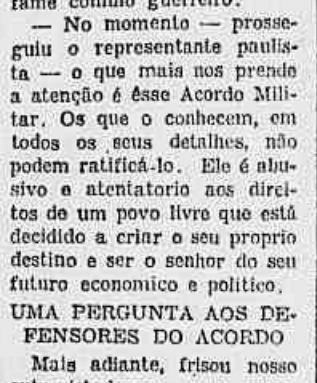 fame conluio guerreiro.
— No momento — prosse-
guiu o representante paulis-
ta — o que mais nos prende
a atenção é êsse Acordo Mili-
tar. Os que o conhecem, em
todos os seus detalhes, não
podem ratificá-lo. Ele é abu-
sivo e atentatorio aos direi-
tos de um povo livre que está
decidido a criar o seu proprio
destino e ser o senhor do seu
futuro economico e politico.
UMA PERGUNTA AOS DE-
FENSORES DO ACORDO
Mais adiante, frisou nosso